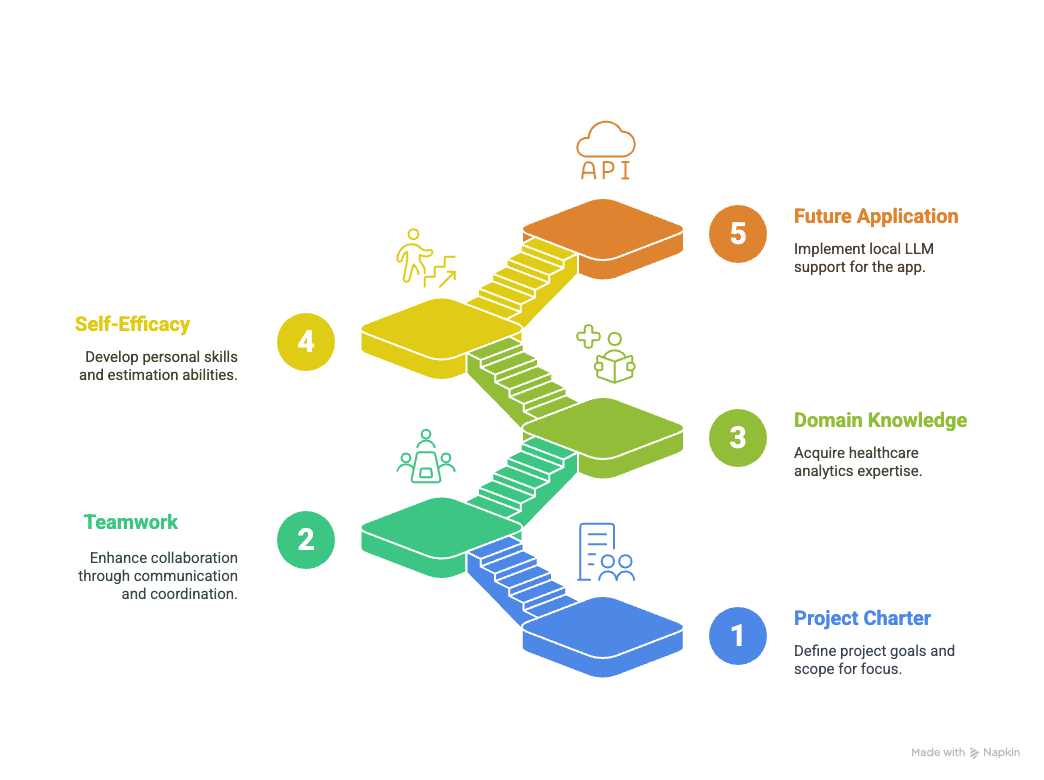 API
5
Future Application
Implement local LLM
support for the app.
4
Self-Efficacy
Develop personal skills
and estimation abilities.
3
Domain Knowledge
Acquire healthcare
analytics expertise.
2
Teamwork
Enhance collaboration
through communication
and coordination.
1
Project Charter
Define project goals and
scope for focus.
Made with Napkin